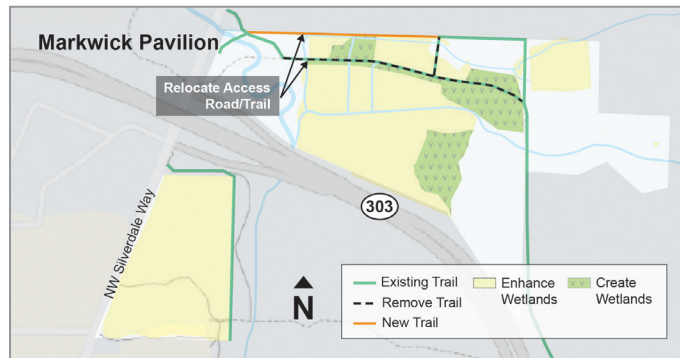 Markwick Pavilion
Relocate Access
Road/Trail
NW Silverdale Way
303
N
Existing Trail
Remove Trail
New Trail
Enhance
Wetlands
Create
Wetlands